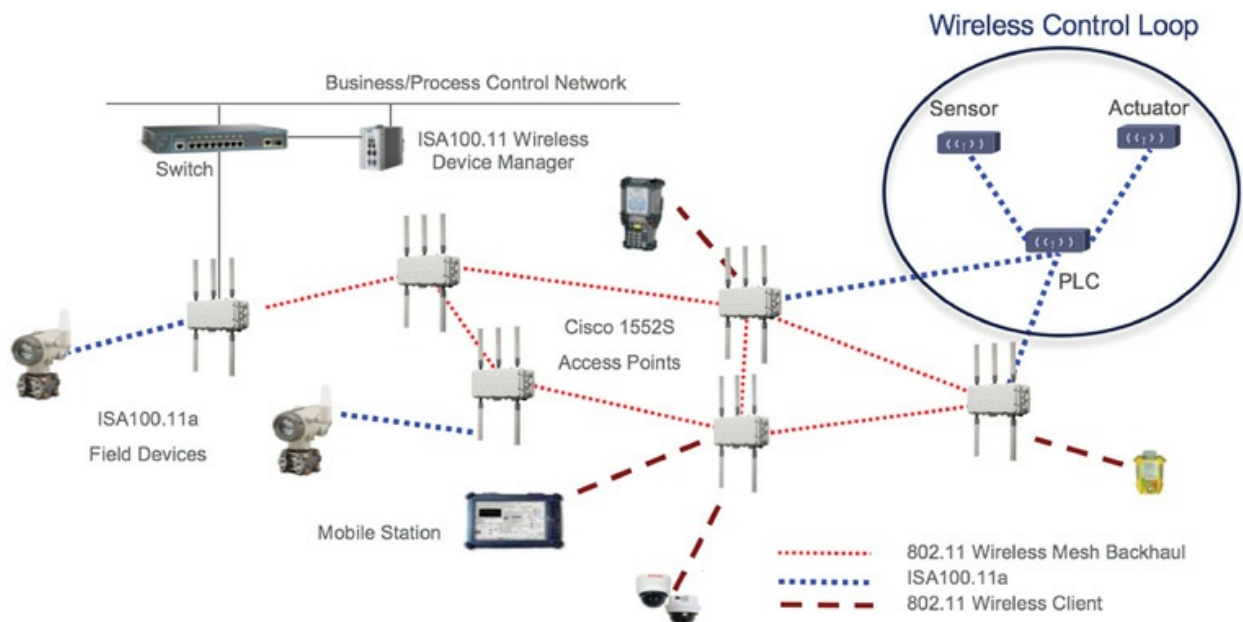 Wireless Control Loop
Business/Process Control Network
Sensor
Actuator
ISA100.11 Wireless
Device Manager
Switch
PLC
Cisco 1552S
Access Points
ISA100.11a
Field Devices
Mobile Station
802.11 Wireless Mesh Backhaul
ISA100.11a
802.11 Wireless Client